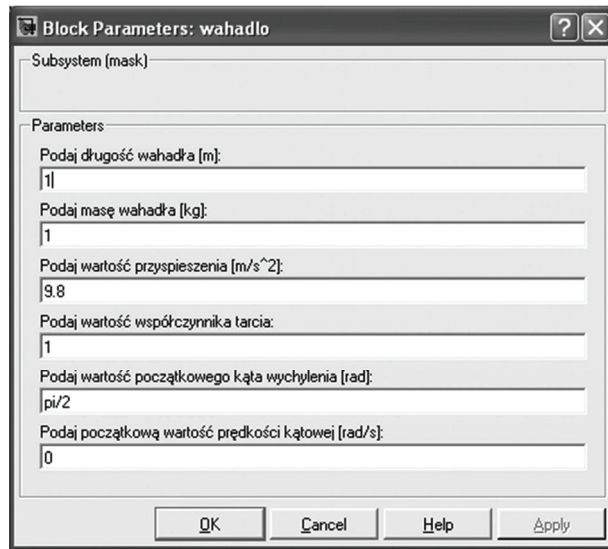 Block Parameters: wahadlo
Subsystem (mask)
Parameters
Podaj długość wahadła [m]:
1
Podaj masę wahadła [kg]:
1
Podaj wartość przyspieszenia [m/s^2]:
9.8
Podaj wartość współczynnika tarcia:
1
Podaj wartość początkowego kąta wychylenia [rad]:
pi/2
Podaj początkową wartość prędkości kątowej [rad/s]:
0
OK Cancel Help Apply